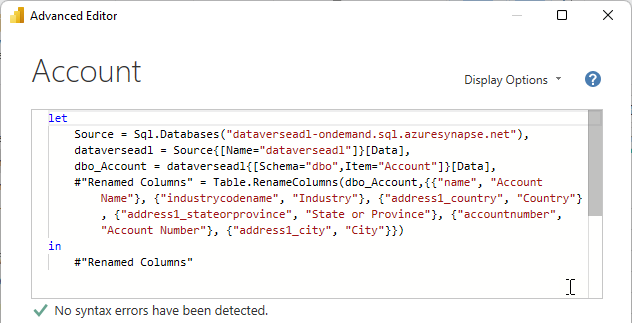 Advanced Editor
Account
Display Options
?
let
Source = Sql.Databases("dataverseadl-ondemand.sql.azuresynapse.net"),
dataverseadl = Source{[Name="dataverseadl"]}[Data],
dbo_Account = dataverseadl{[Schema="dbo",Item="Account"]}[Data],
#"Renamed Columns" = Table.RenameColumns(dbo_Account,{{"name", "Account
Name"}, {"industrycodename", "Industry"}, {"address1_country", "Country"}
, {"address1_stateorprovince", "State or Province"}, {"accountnumber",
"Account Number"}, {"address1_city", "City"}})
in
#"Renamed Columns"
No syntax errors have been detected.